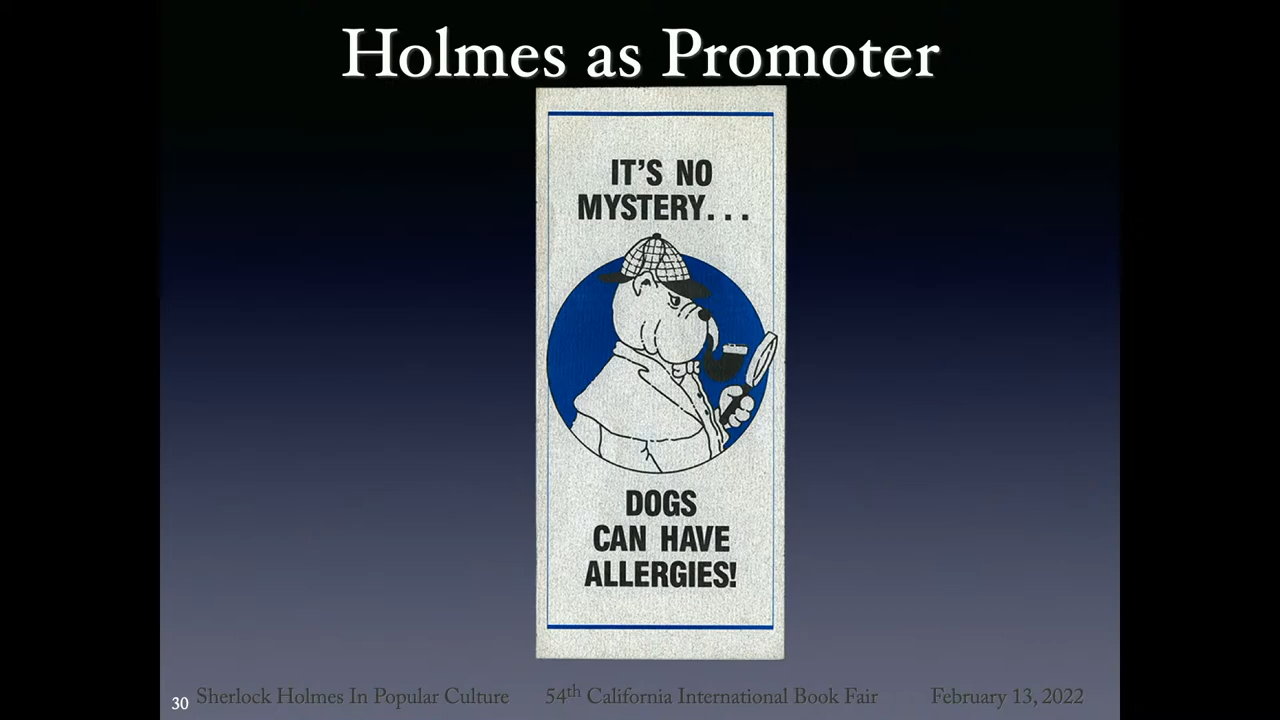 Holmes as Promoter
IT'S NO
MYSTERY...
DOGS
CAN HAVE
ALLERGIES!
30 Sherlock Holmes In Popular Culture 54th California International Book Fair February 13, 2022